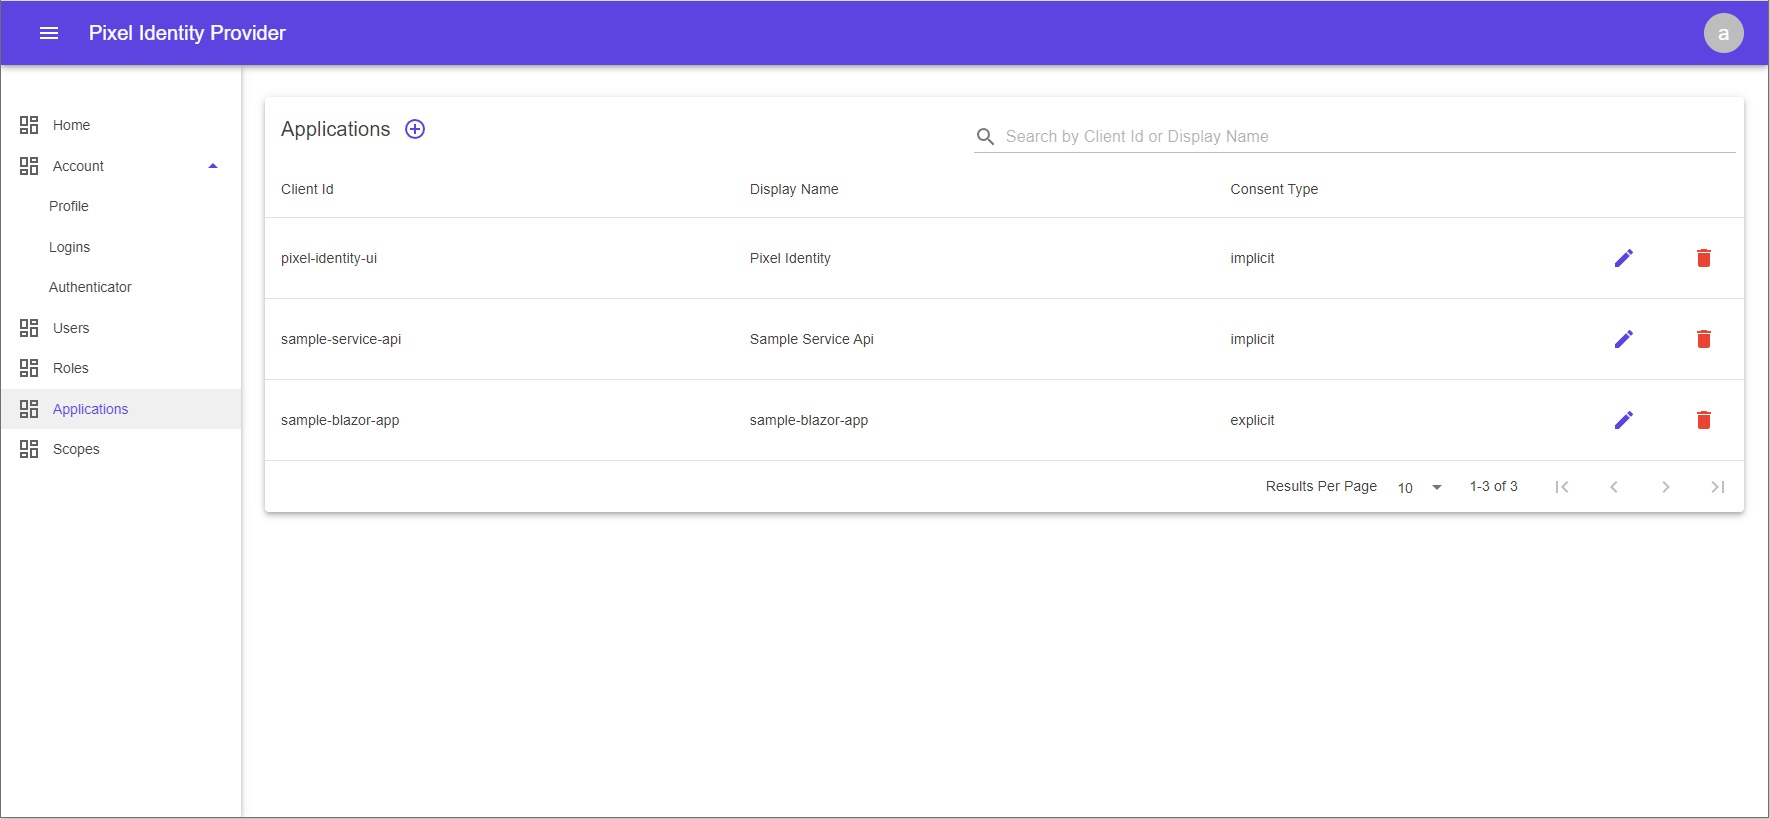 Pixel Identity Provider
a
Home
Account
Profile
Logins
Authenticator
Users
Roles
Applications
Scopes
Applications
Search by Client Id or Display Name
Client Id Display Name Consent Type
pixel-identity-ui Pixel Identity implicit
sample-service-api Sample Service Api implicit
sample-blazor-app sample-blazor-app explicit
Results Per Page 10 1-3 of 3